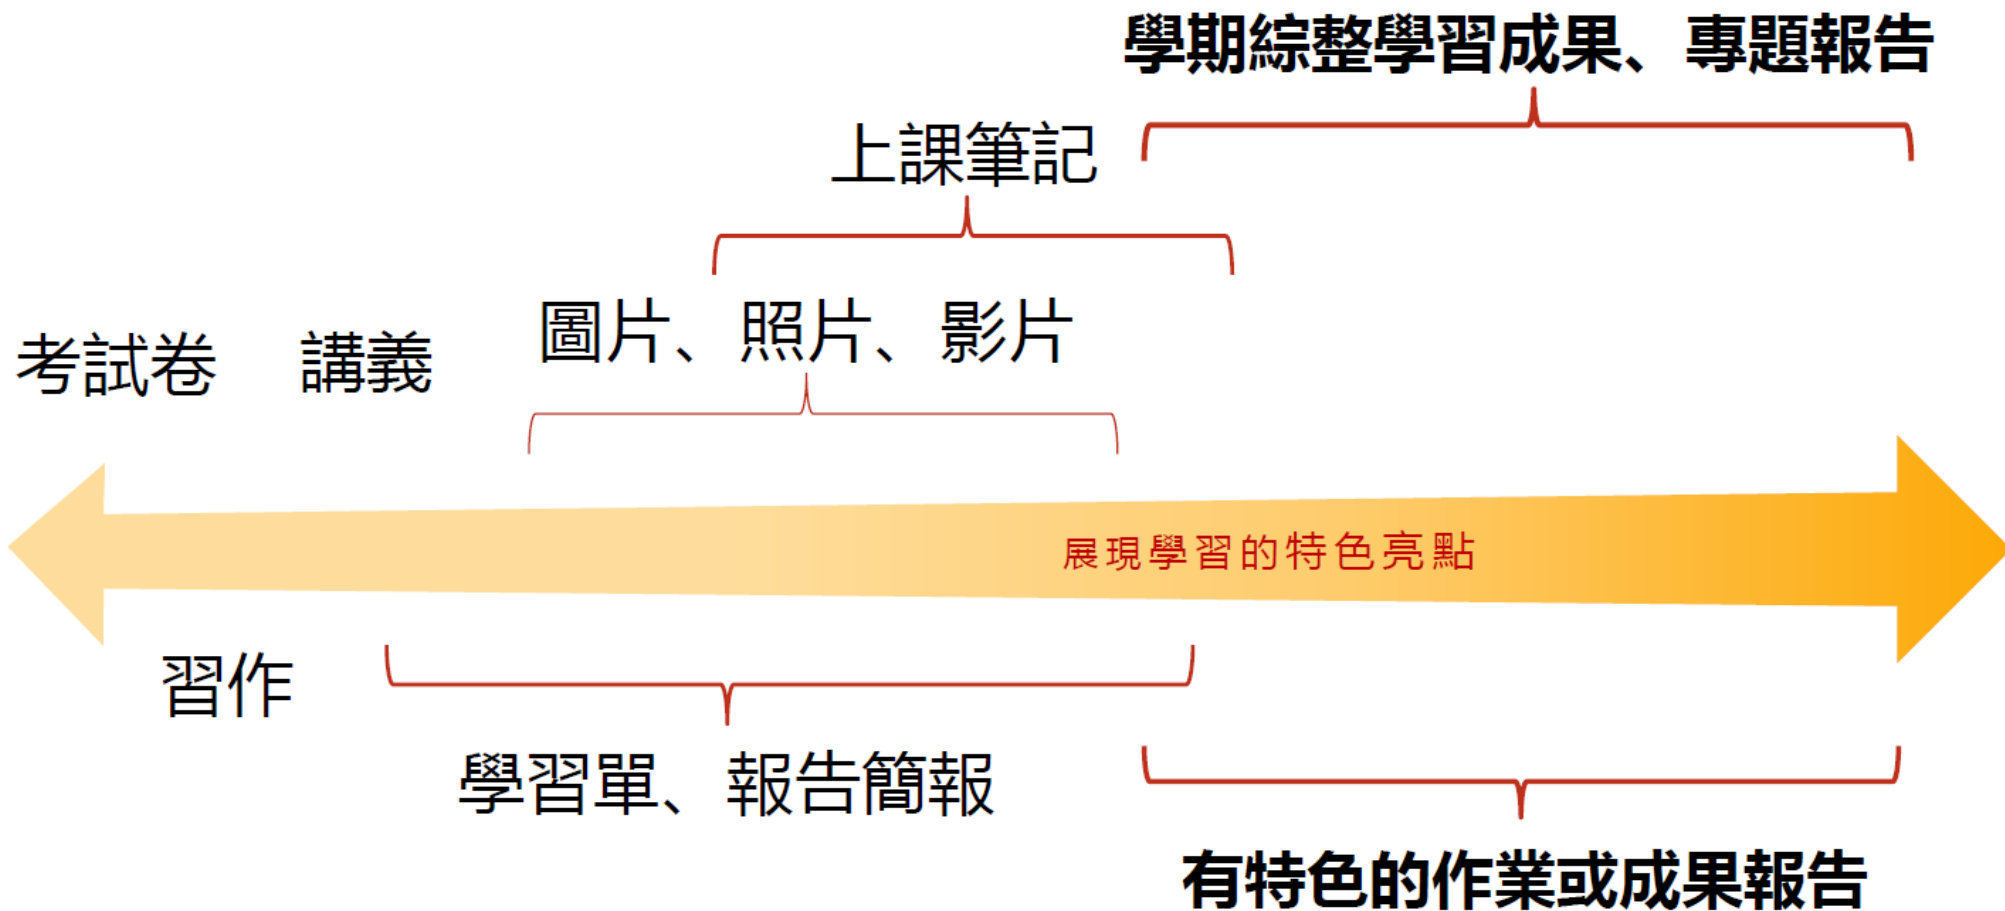 學期綜整學習成果、專題報告
上課筆記
圖片、照片、影片
考試卷
講義
展現學習的特色亮點
習作
學習單、報告簡報
有特色的作業或成果報告